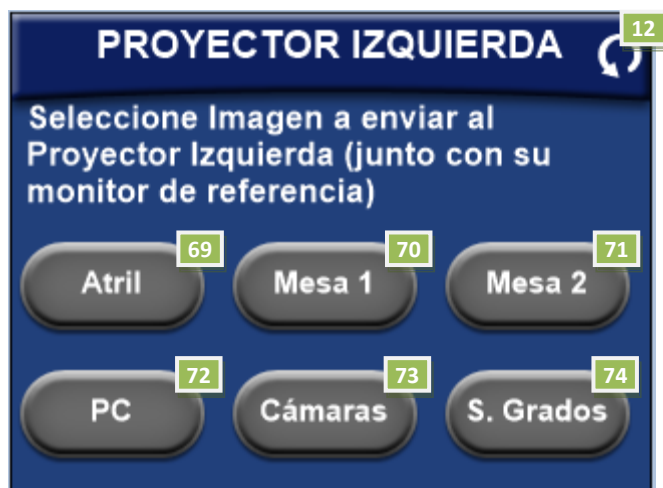 12
PROYECTOR IZQUIERDA
Seleccione Imagen a enviar al
Proyector Izquierda (junto con su
monitor de referencia)
69 70 71
Atril Mesa 1 Mesa 2
72 73 74
PC Cámaras S. Grados